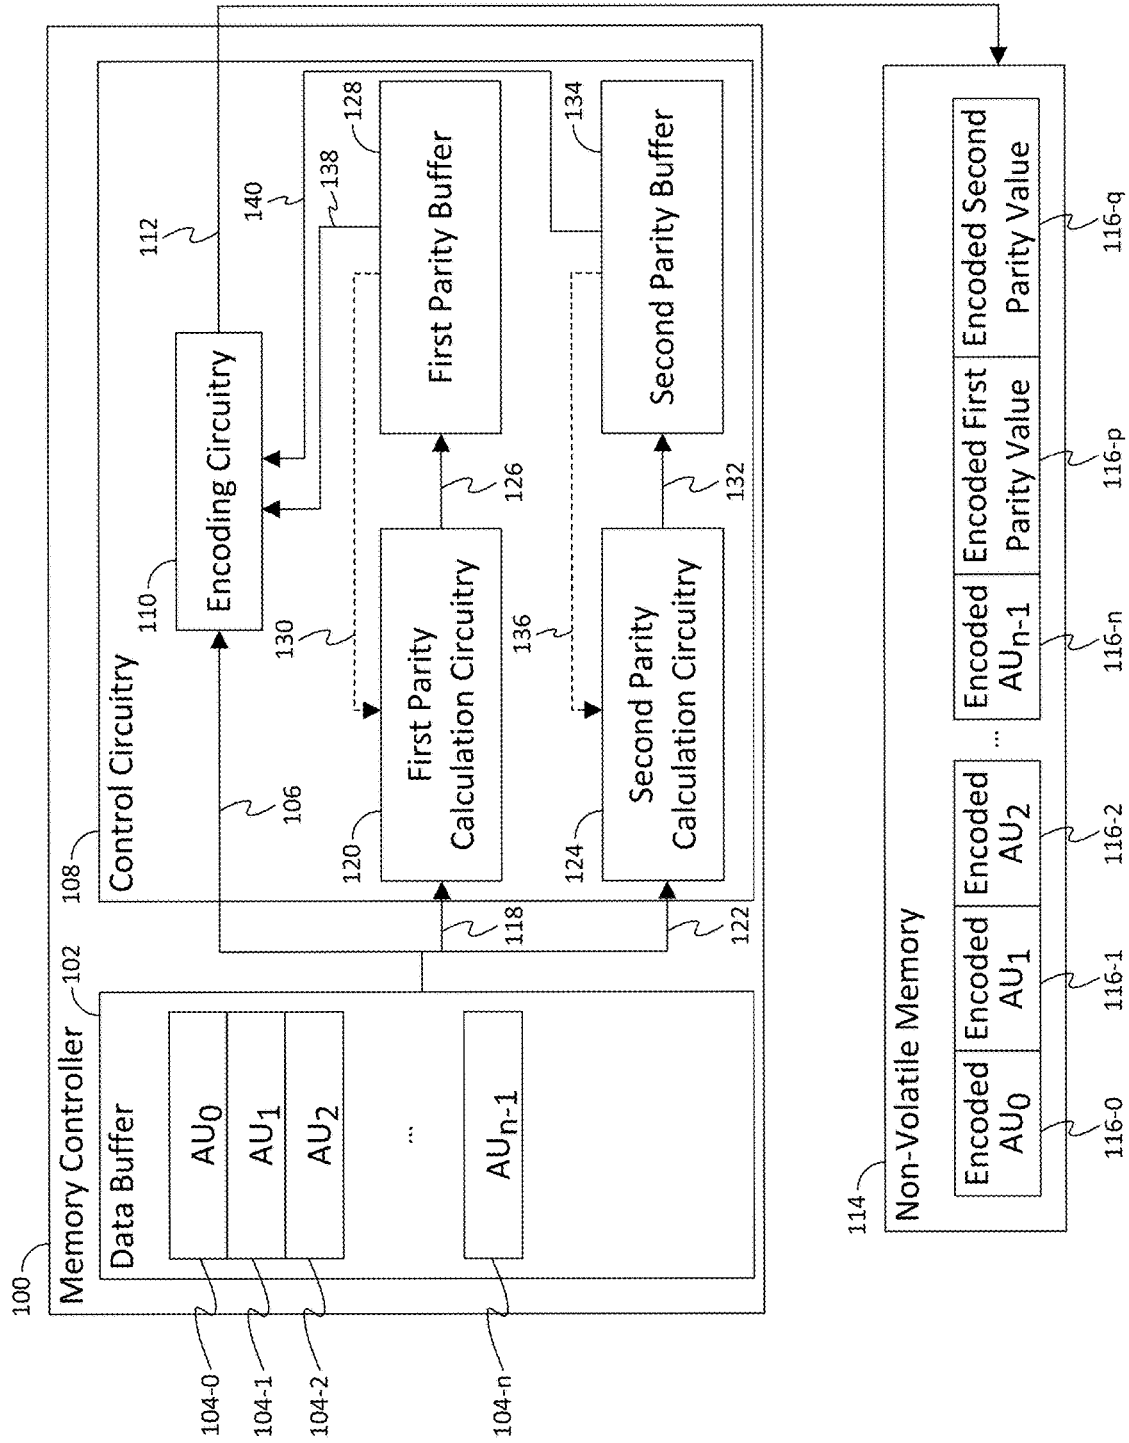 100
Memory Controller
102
Data Buffer
104-0
AU0
104-1
AU1
104-2
AU2
...
104-n
AUn-1
108
Control Circuitry
106
110
Encoding Circuitry
112
118
120
First Parity
Calculation Circuitry
126
128
First Parity Buffer
130
138
140
122
124
Second Parity
Calculation Circuitry
132
134
Second Parity Buffer
136
114
Non-Volatile Memory
Encoded
AU0
Encoded
AU1
Encoded
AU2
...
Encoded
AUn-1
Encoded First
Parity Value
Encoded Second
Parity Value
116-0
116-1
116-2
116-n
116-p
116-q